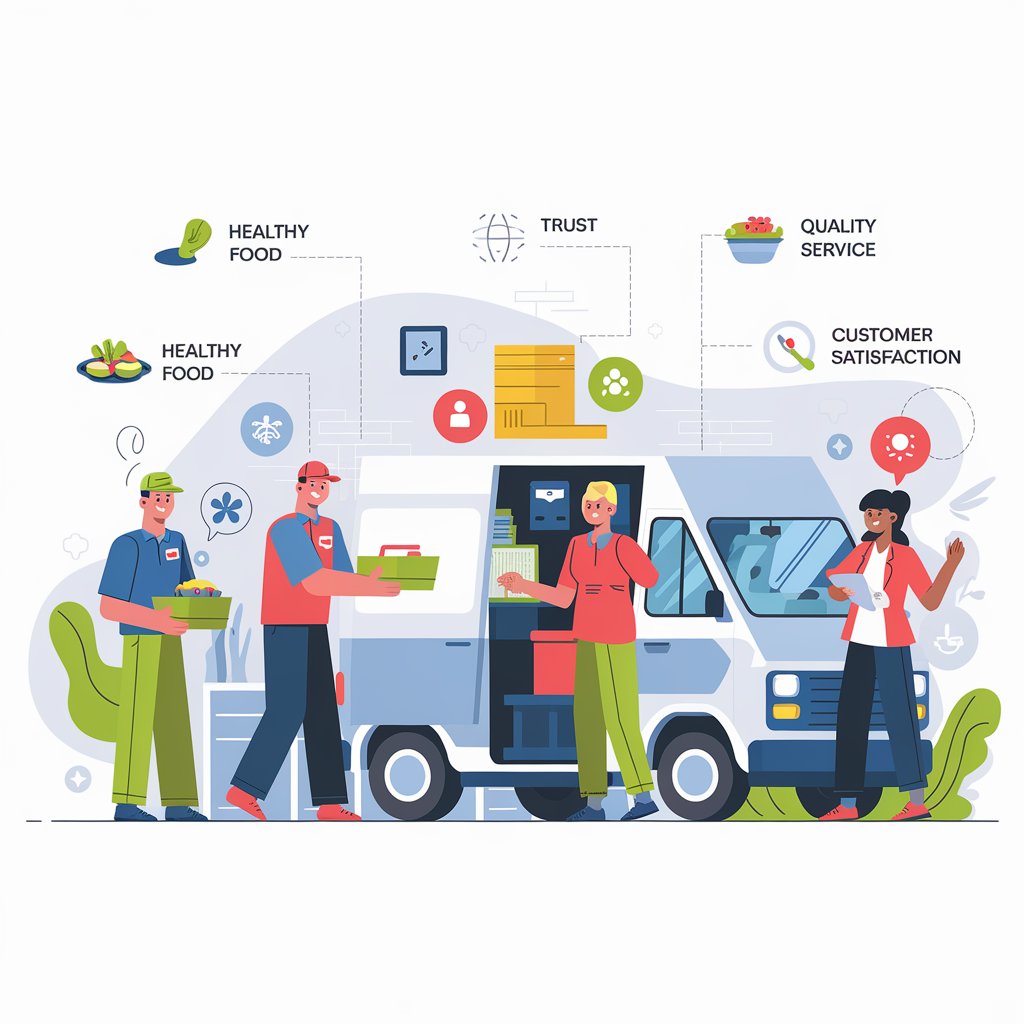 HEALTHY
FOOD
TRUST
QUALITY
SERVICE
HEALTHY
FOOD
CUSTOMER
SATISFACTION